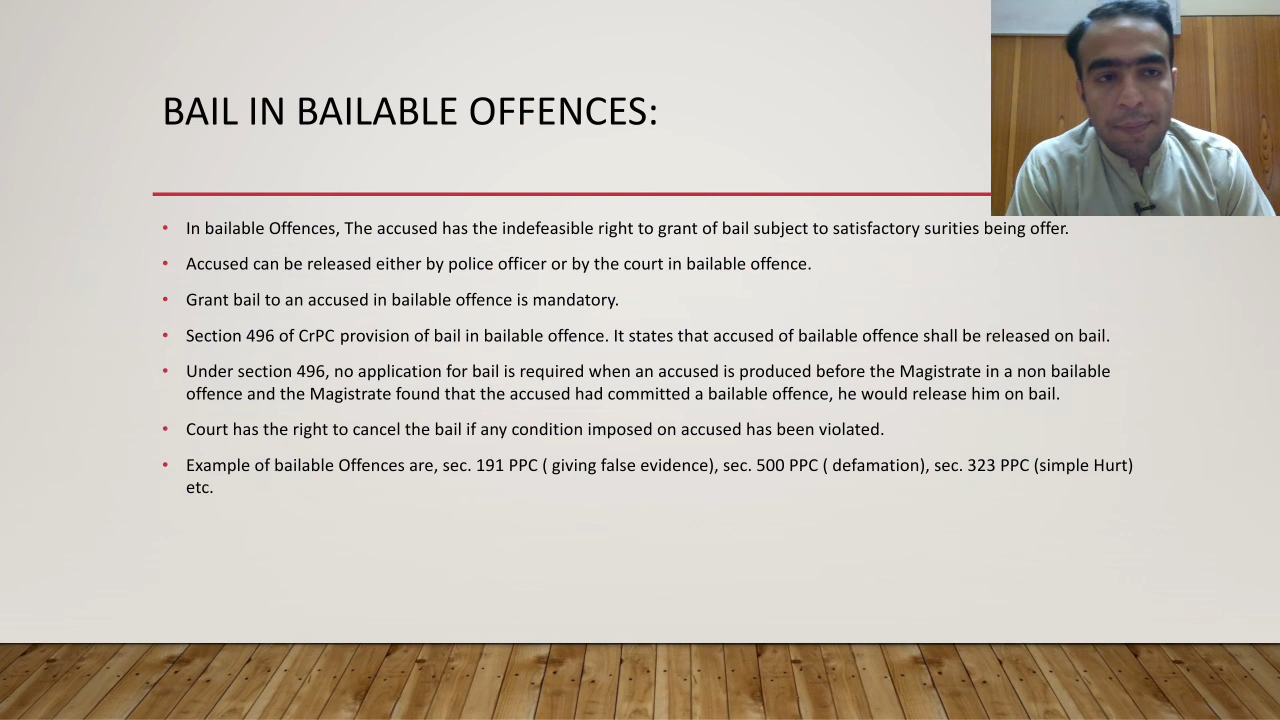 BAIL IN BAILABLE OFFENCES:
• In bailable Offences, The accused has the indefeasible right to grant of bail subject to satisfactory surities being offer.
• Accused can be released either by police officer or by the court in bailable offence.
• Grant bail to an accused in bailable offence is mandatory.
• Section 496 of CrPC provision of bail in bailable offence. It states that accused of bailable offence shall be released on bail.
• Under section 496, no application for bail is required when an accused is produced before the Magistrate in a non bailable
offence and the Magistrate found that the accused had committed a bailable offence, he would release him on bail.
• Court has the right to cancel the bail if any condition imposed on accused has been violated.
• Example of bailable Offences are, sec. 191 PPC ( giving false evidence), sec. 500 PPC ( defamation), sec. 323 PPC (simple Hurt)
etc.